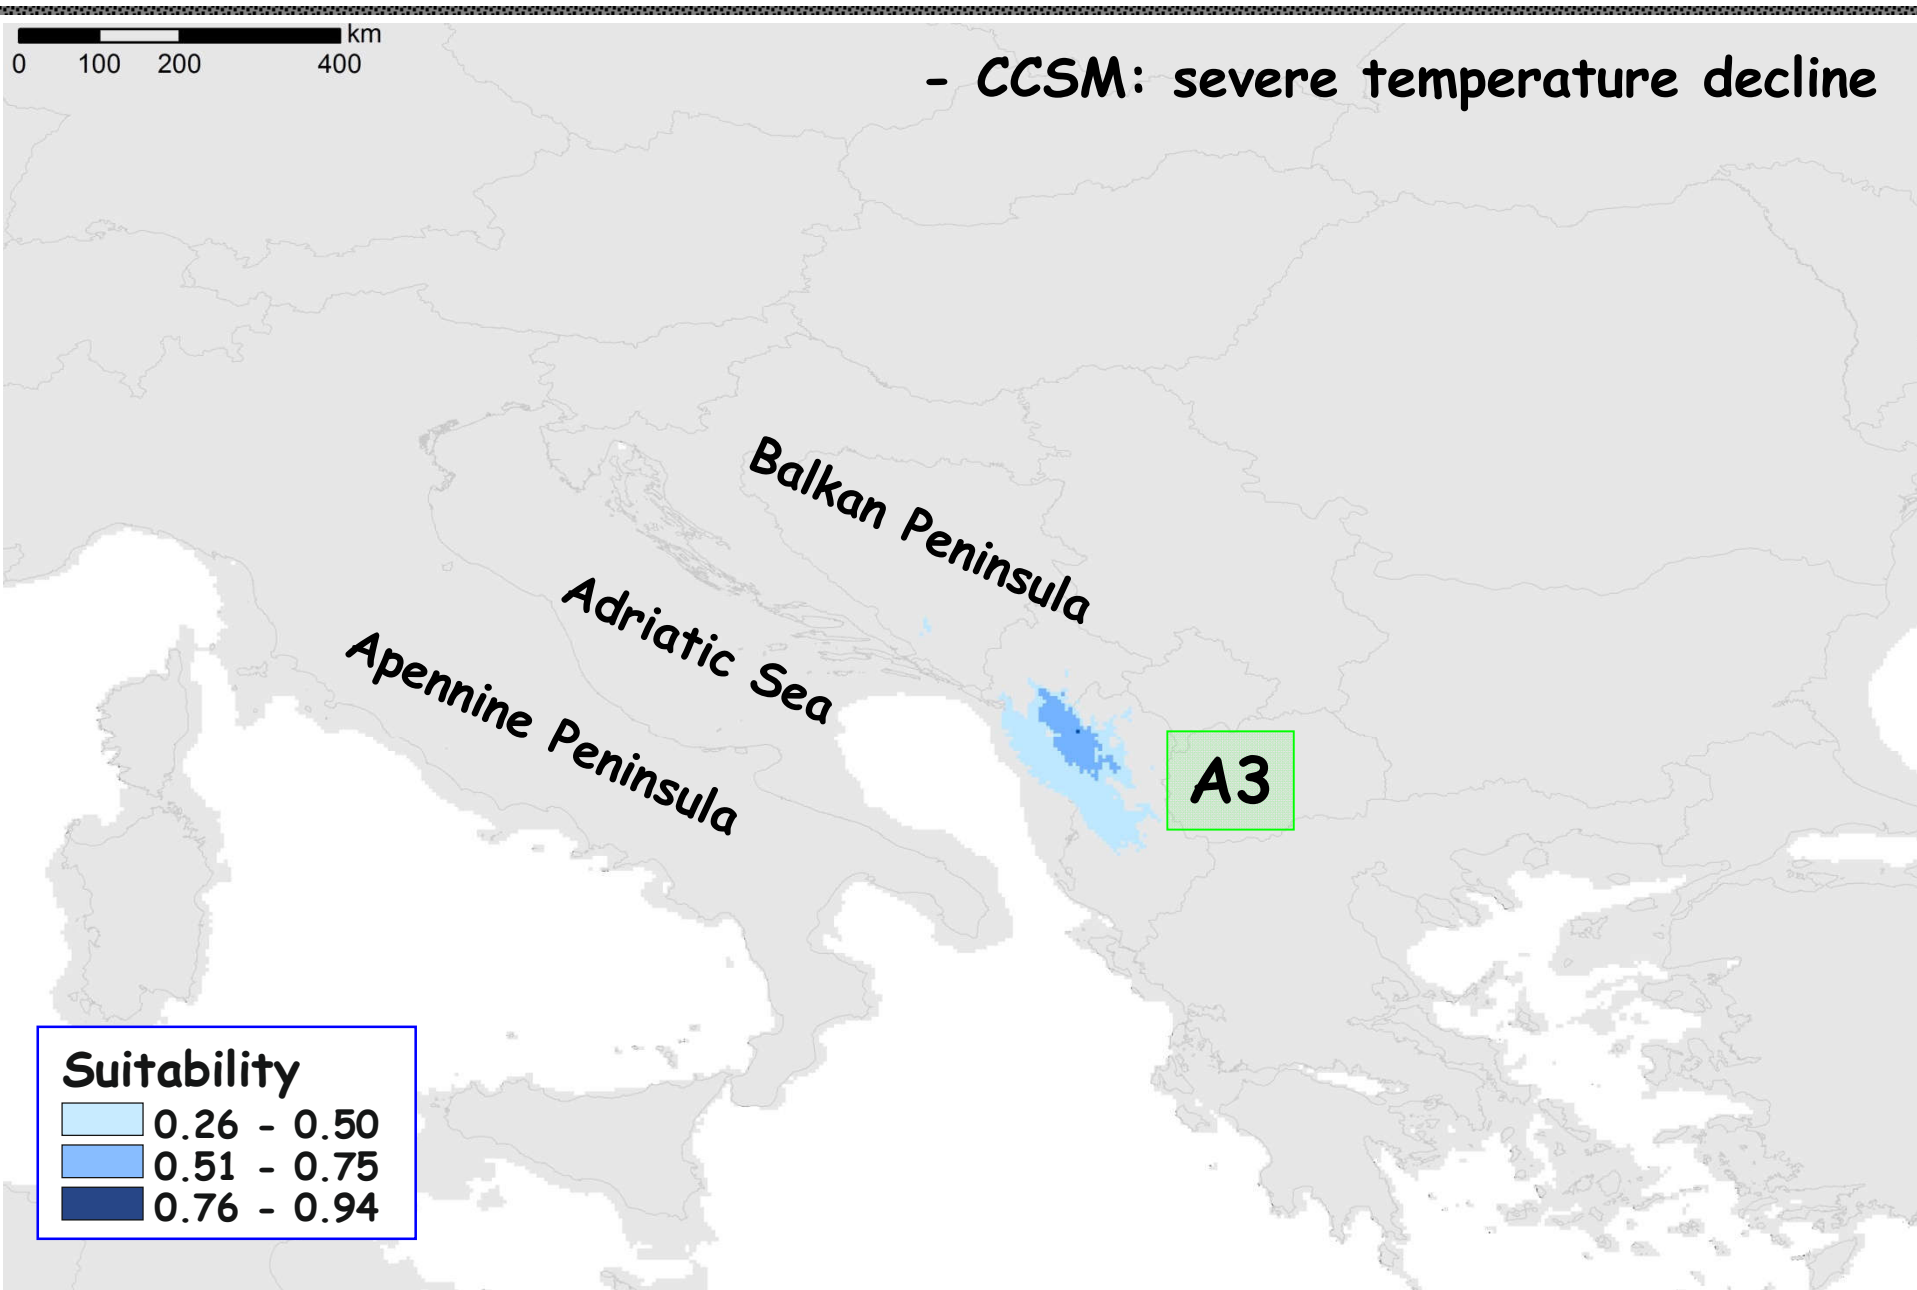 km
0 100 200 400
- CCSM: severe temperature decline
Balkan Peninsula
Adriatic Sea
Apennine Peninsula
A3
Suitability
0.26 - 0.50
0.51 - 0.75
0.76 - 0.94